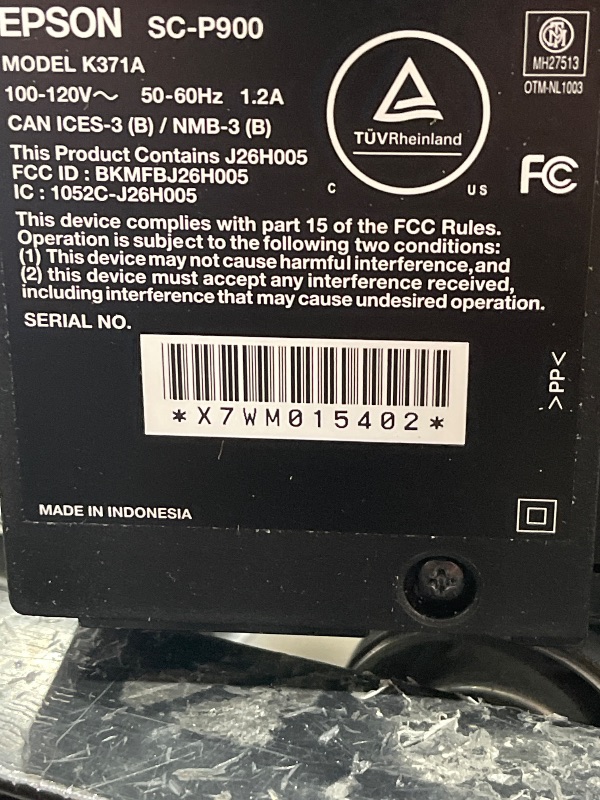 EPSON SC-P900
MODEL K371A
100-120V～ 50-60Hz 1.2A
CAN ICES-3 (B) / NMB-3 (B)
This Product Contains J26H005
FCC ID : BKMFBJ26H005
IC : 1052C-J26H005
TÜVRheinland
C US
MH27513
OTM-NL1003
FC
This device complies with part 15 of the FCC Rules.
Operation is subject to the following two conditions:
(1) This device may not cause harmful interference, and
(2) this device must accept any interference received,
including interference that may cause undesired operation.
SERIAL NO.
*X7WM015402*
>PP<
MADE IN INDONESIA